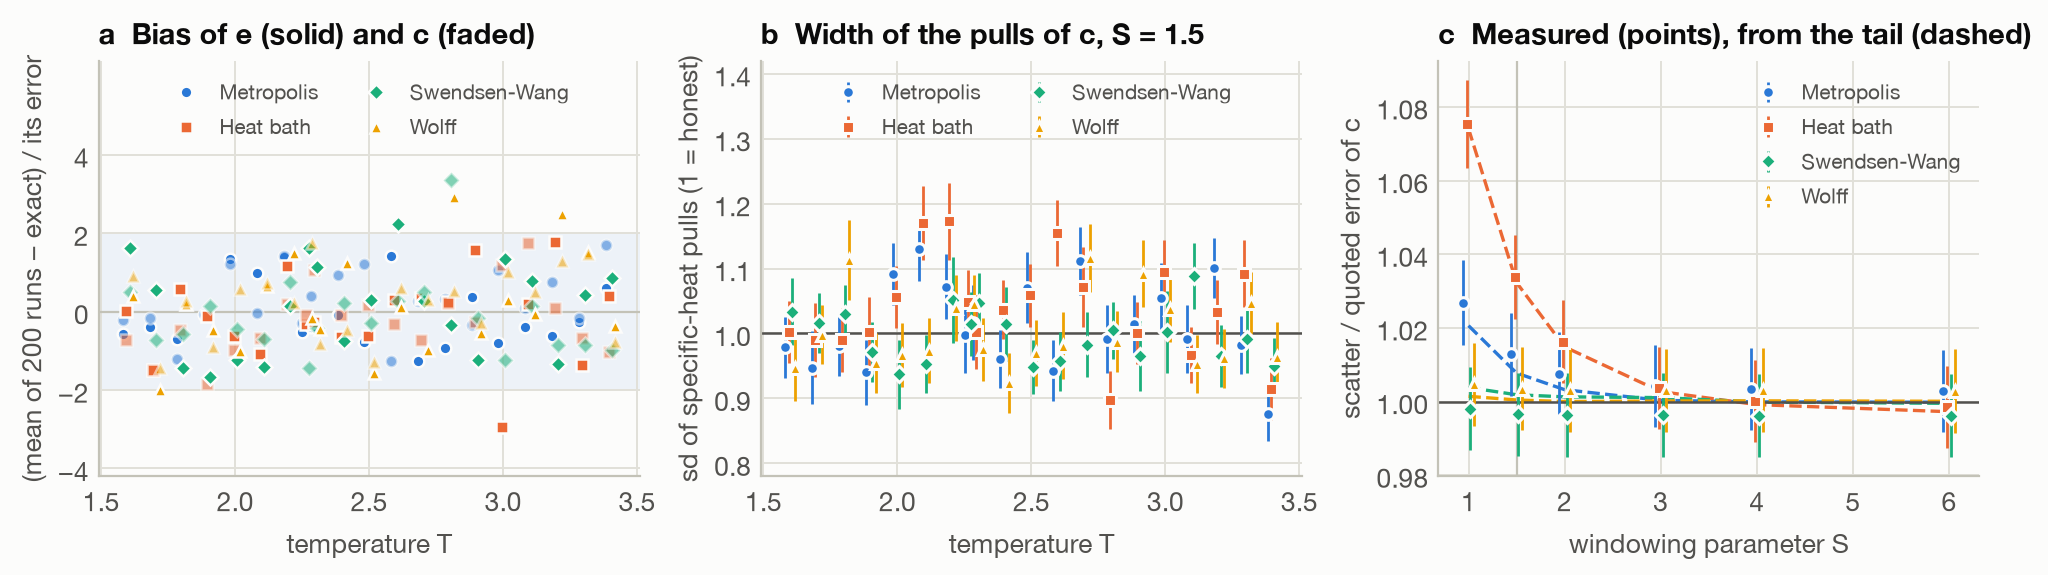 a Bias of e (solid) and c (faded)
(mean of 200 runs – exact) / its error
Metropolis
Heat bath
Swendsen-Wang
Wolff
4
2
0
−2
−4
1.5 2.0 2.5 3.0 3.5
temperature T
b Width of the pulls of c, S = 1.5
sd of specific-heat pulls (1 = honest)
Metropolis
Heat bath
Swendsen-Wang
Wolff
1.4
1.3
1.2
1.1
1.0
0.9
0.8
1.5 2.0 2.5 3.0 3.5
temperature T
c Measured (points), from the tail (dashed)
scatter / quoted error of c
Metropolis
Heat bath
Swendsen-Wang
Wolff
1.08
1.06
1.04
1.02
1.00
0.98
1 2 3 4 5 6
windowing parameter S